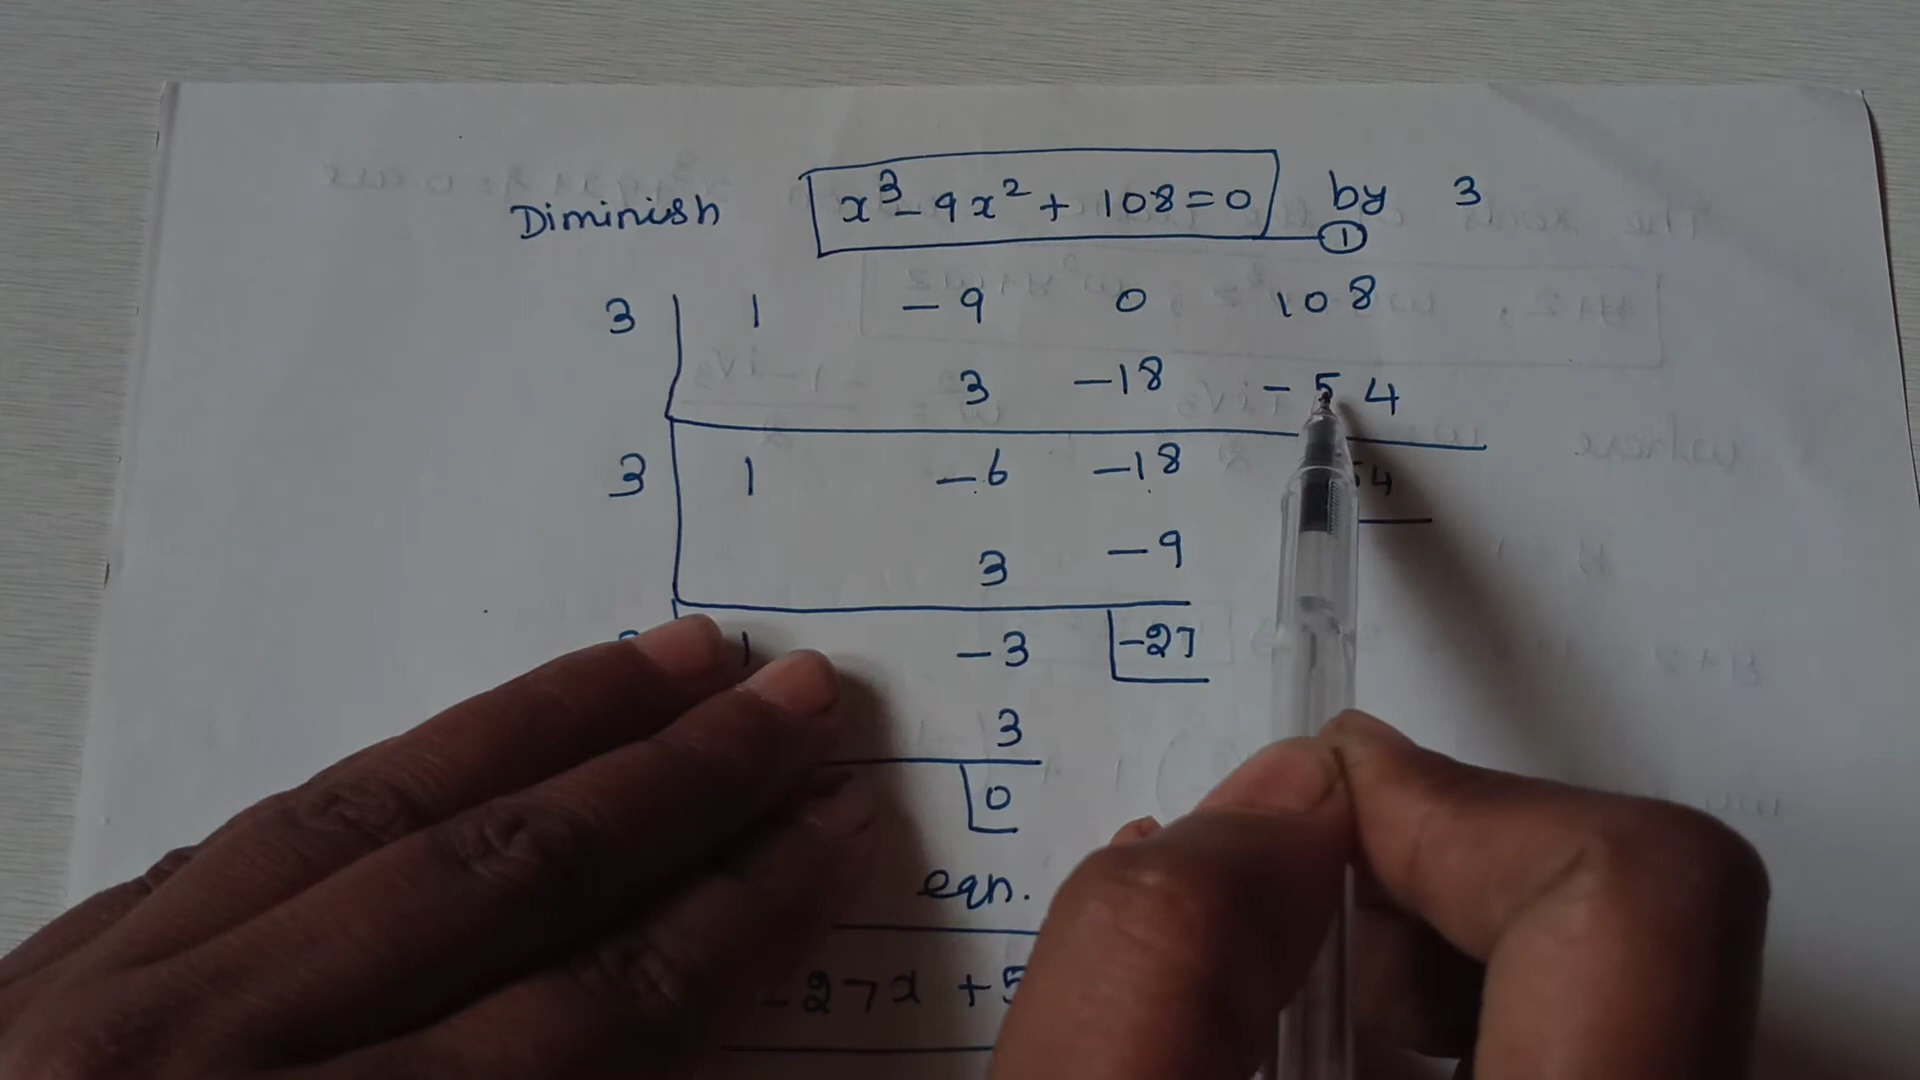 Diminish x³ - 9x² + 108 = 0 by 3
①
3 1 -9 0 108
3 -18 -54
3 1 -6 -18 54
3 -9
1 -3 -27
3
0
eqn.
-27x + 5